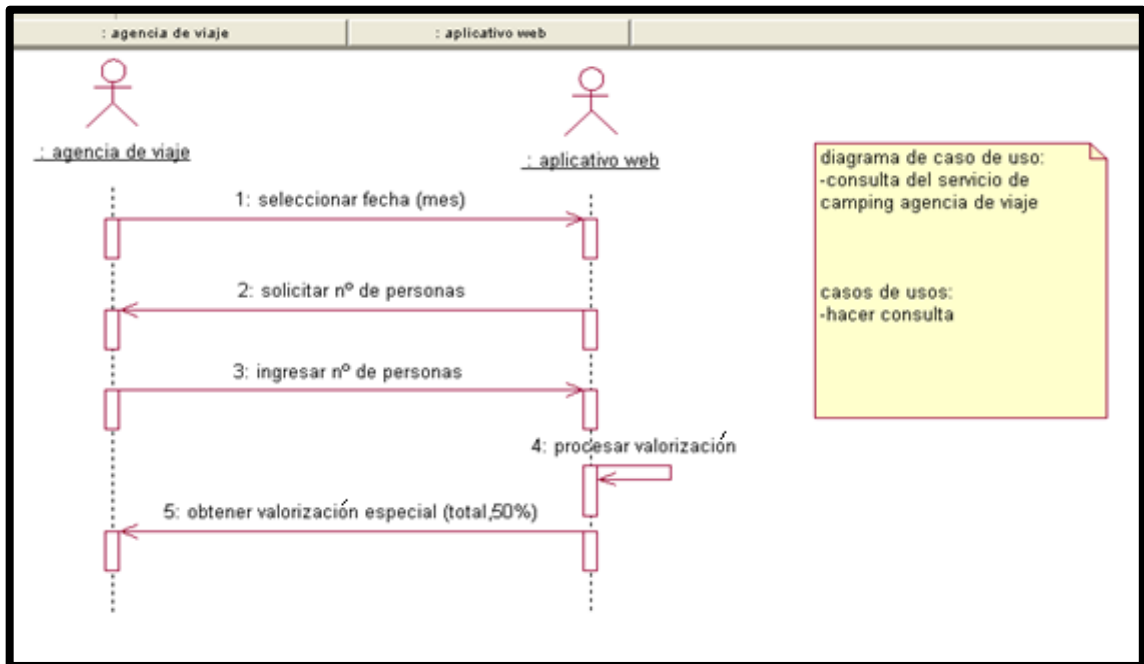 : agencia de viaje
: aplicativo web
: agencia de viaje
: aplicativo web
1: seleccionar fecha (mes)
2: solicitar nº de personas
3: ingresar nº de personas
4: procesar valorización
5: obtener valorización especial (total,50%)
diagrama de caso de uso:
-consulta del servicio de
camping agencia de viaje
casos de usos:
-hacer consulta